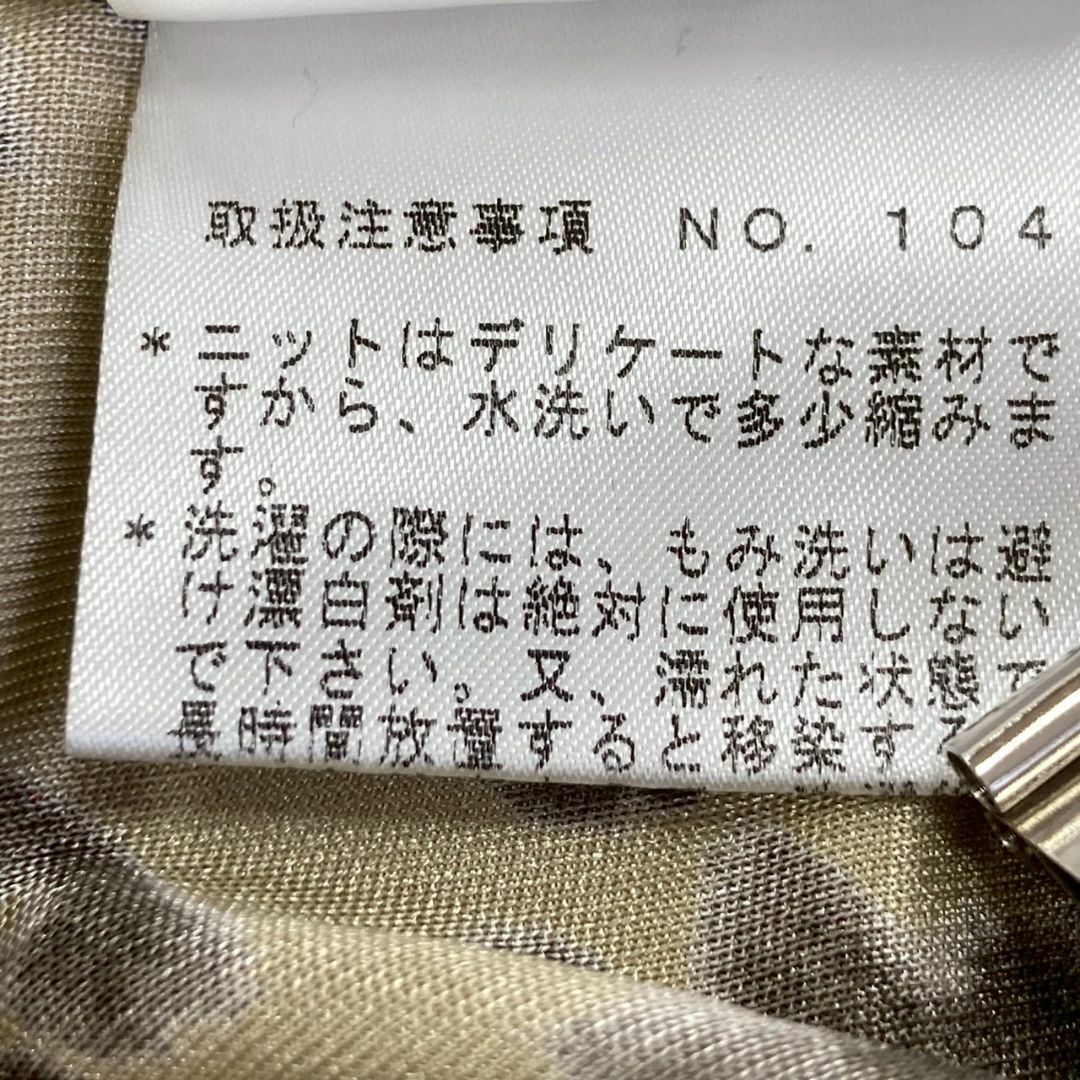 取扱注意事項 NO. 104
* ニットはデリケートな素材で
すから、水洗いで多少縮みま
す。
* 洗濯の際には、もみ洗いは避
け漂白剤は絶対に使用しない
で下さい。又、濡れた状態で
長時間放置すると移染する